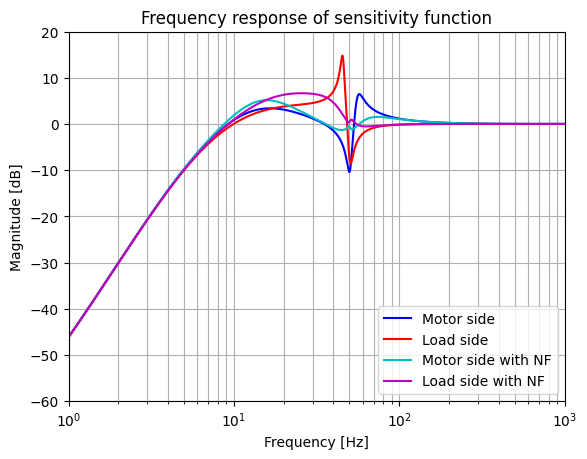 Frequency response of sensitivity function
Magnitude [dB]
20
10
0
−10
−20
−30
−40
−50
−60
Motor side
Load side
Motor side with NF
Load side with NF
10^0
10^1
10^2
10^3
Frequency [Hz]